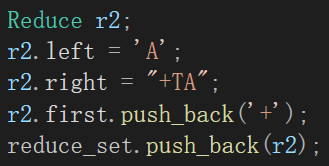 Reduce r2;
r2.left = 'A';
r2.right = "+TA";
r2.first.push_back('+');
reduce_set.push_back(r2);